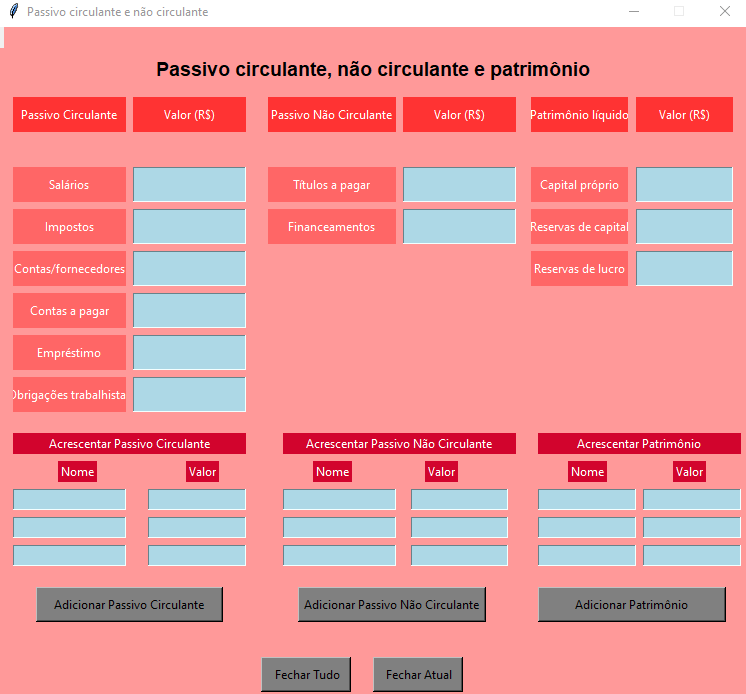 Passivo circulante e não circulante
Passivo circulante, não circulante e patrimônio
Passivo Circulante Valor (R$) Passivo Não Circulante Valor (R$) Patrimônio líquido Valor (R$)
Salários Títulos a pagar Capital próprio
Impostos Financeamentos Reservas de capital
Contas/fornecedores Reservas de lucro
Contas a pagar
Empréstimo
Obrigações trabalhista
Acrescentar Passivo Circulante Acrescentar Passivo Não Circulante Acrescentar Patrimônio
Nome Valor Nome Valor Nome Valor
Adicionar Passivo Circulante Adicionar Passivo Não Circulante Adicionar Patrimônio
Fechar Tudo Fechar Atual